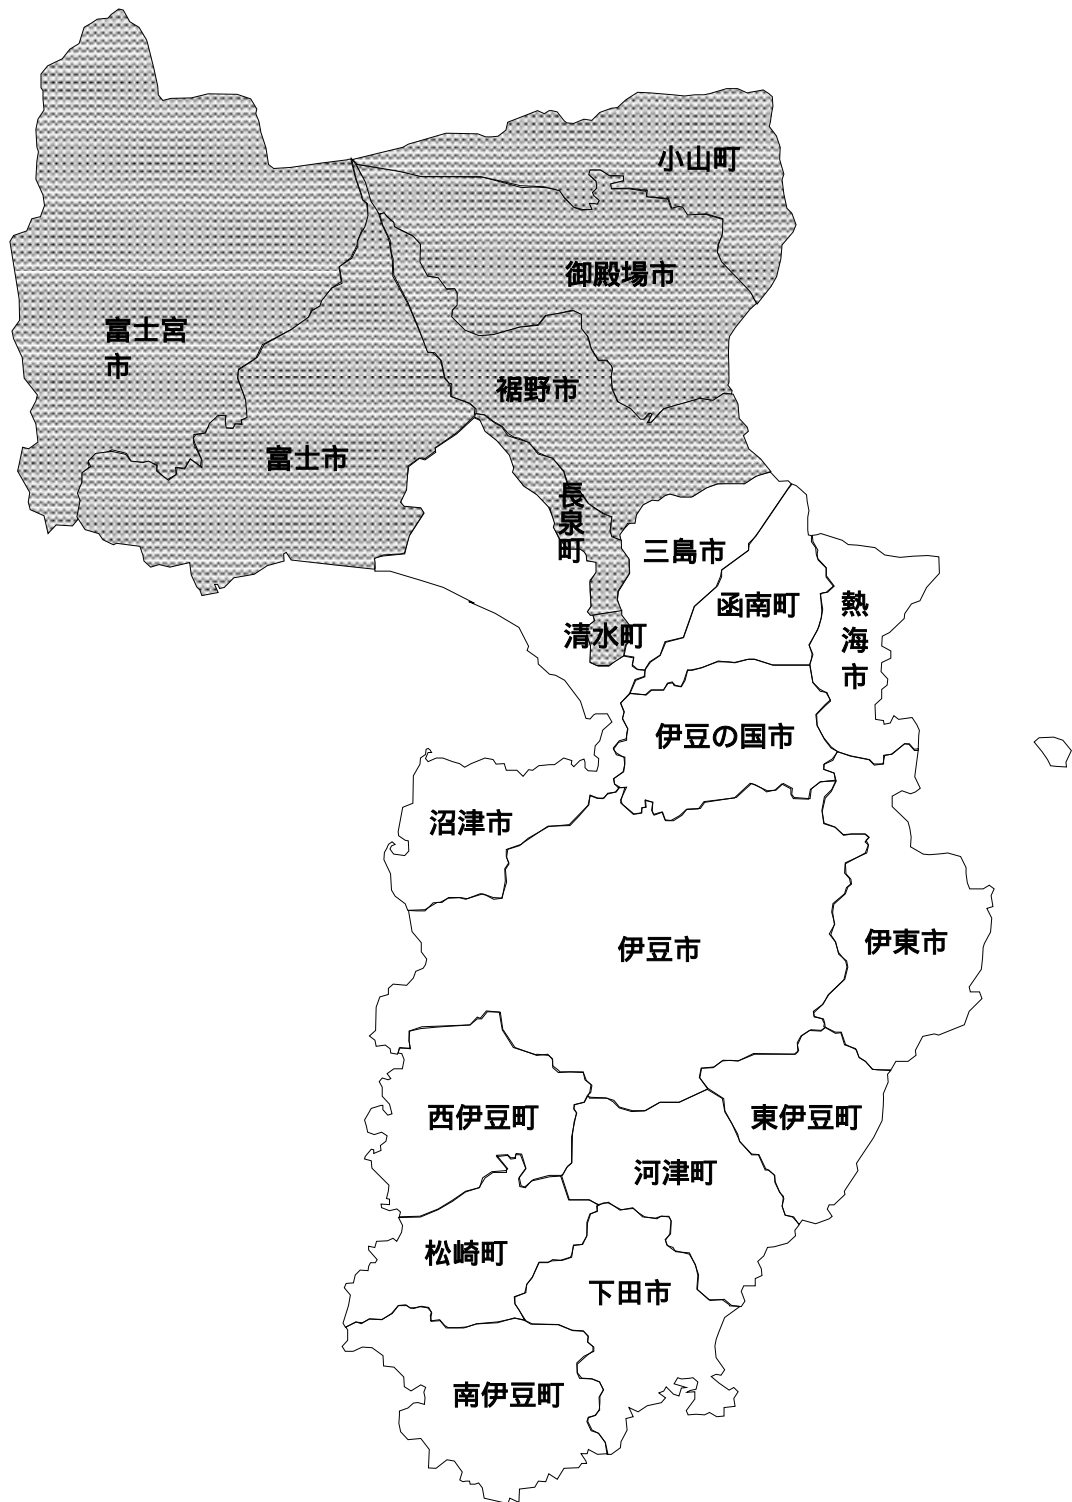 小山町
御殿場市
富士宮
市
裾野市
富士市
長
泉
町
三島市
函南町
熱
海
市
清水町
伊豆の国市
沼津市
伊豆市
伊東市
西伊豆町
東伊豆町
河津町
松崎町
下田市
南伊豆町